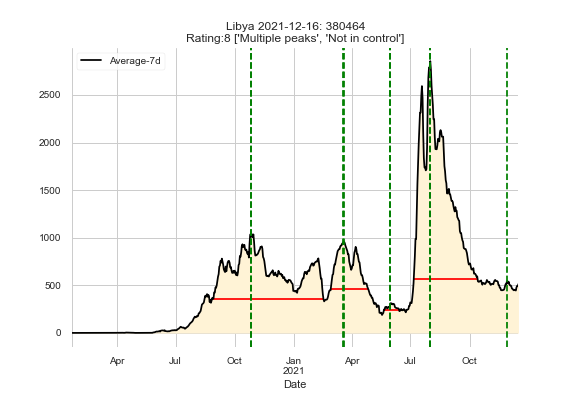 Libya 2021-12-16: 380464
Rating:8 ['Multiple peaks', 'Not in control']
Average-7d
2500
2000
1500
1000
500
0
Apr Jul Oct Jan Apr Jul Oct
2021
Date